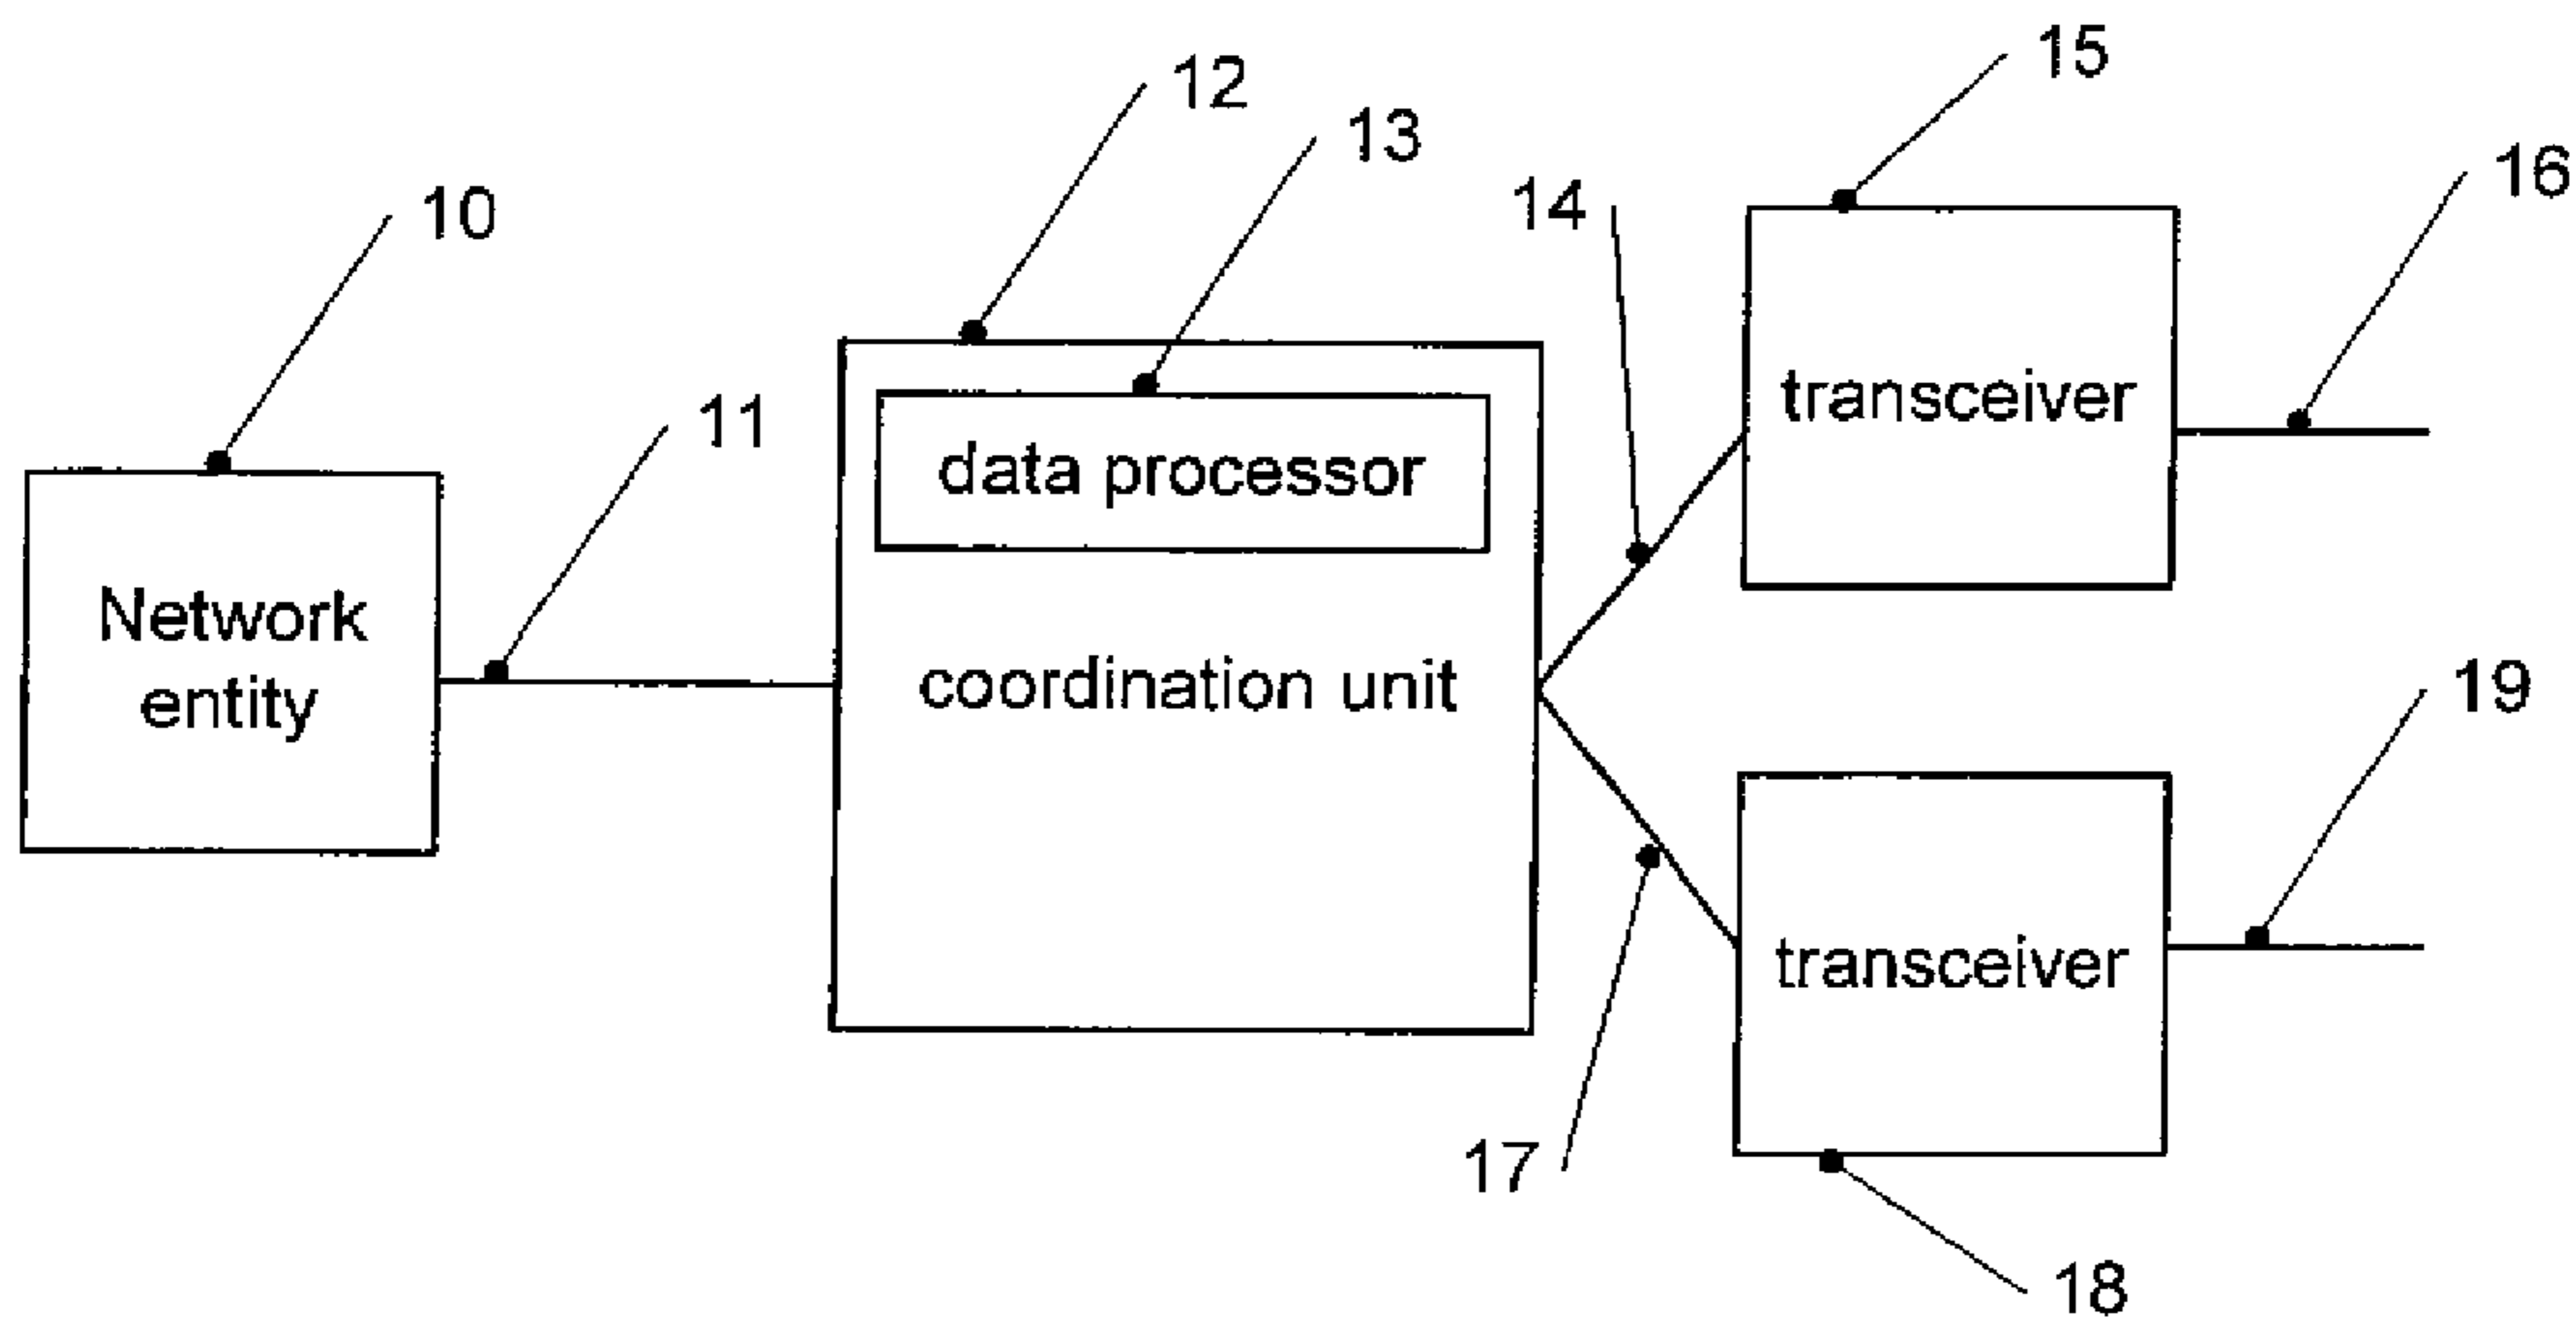 12
15
13
16
14
10
transceiver
11
data processor
Network
entity
coordination unit
19
transceiver
17
18